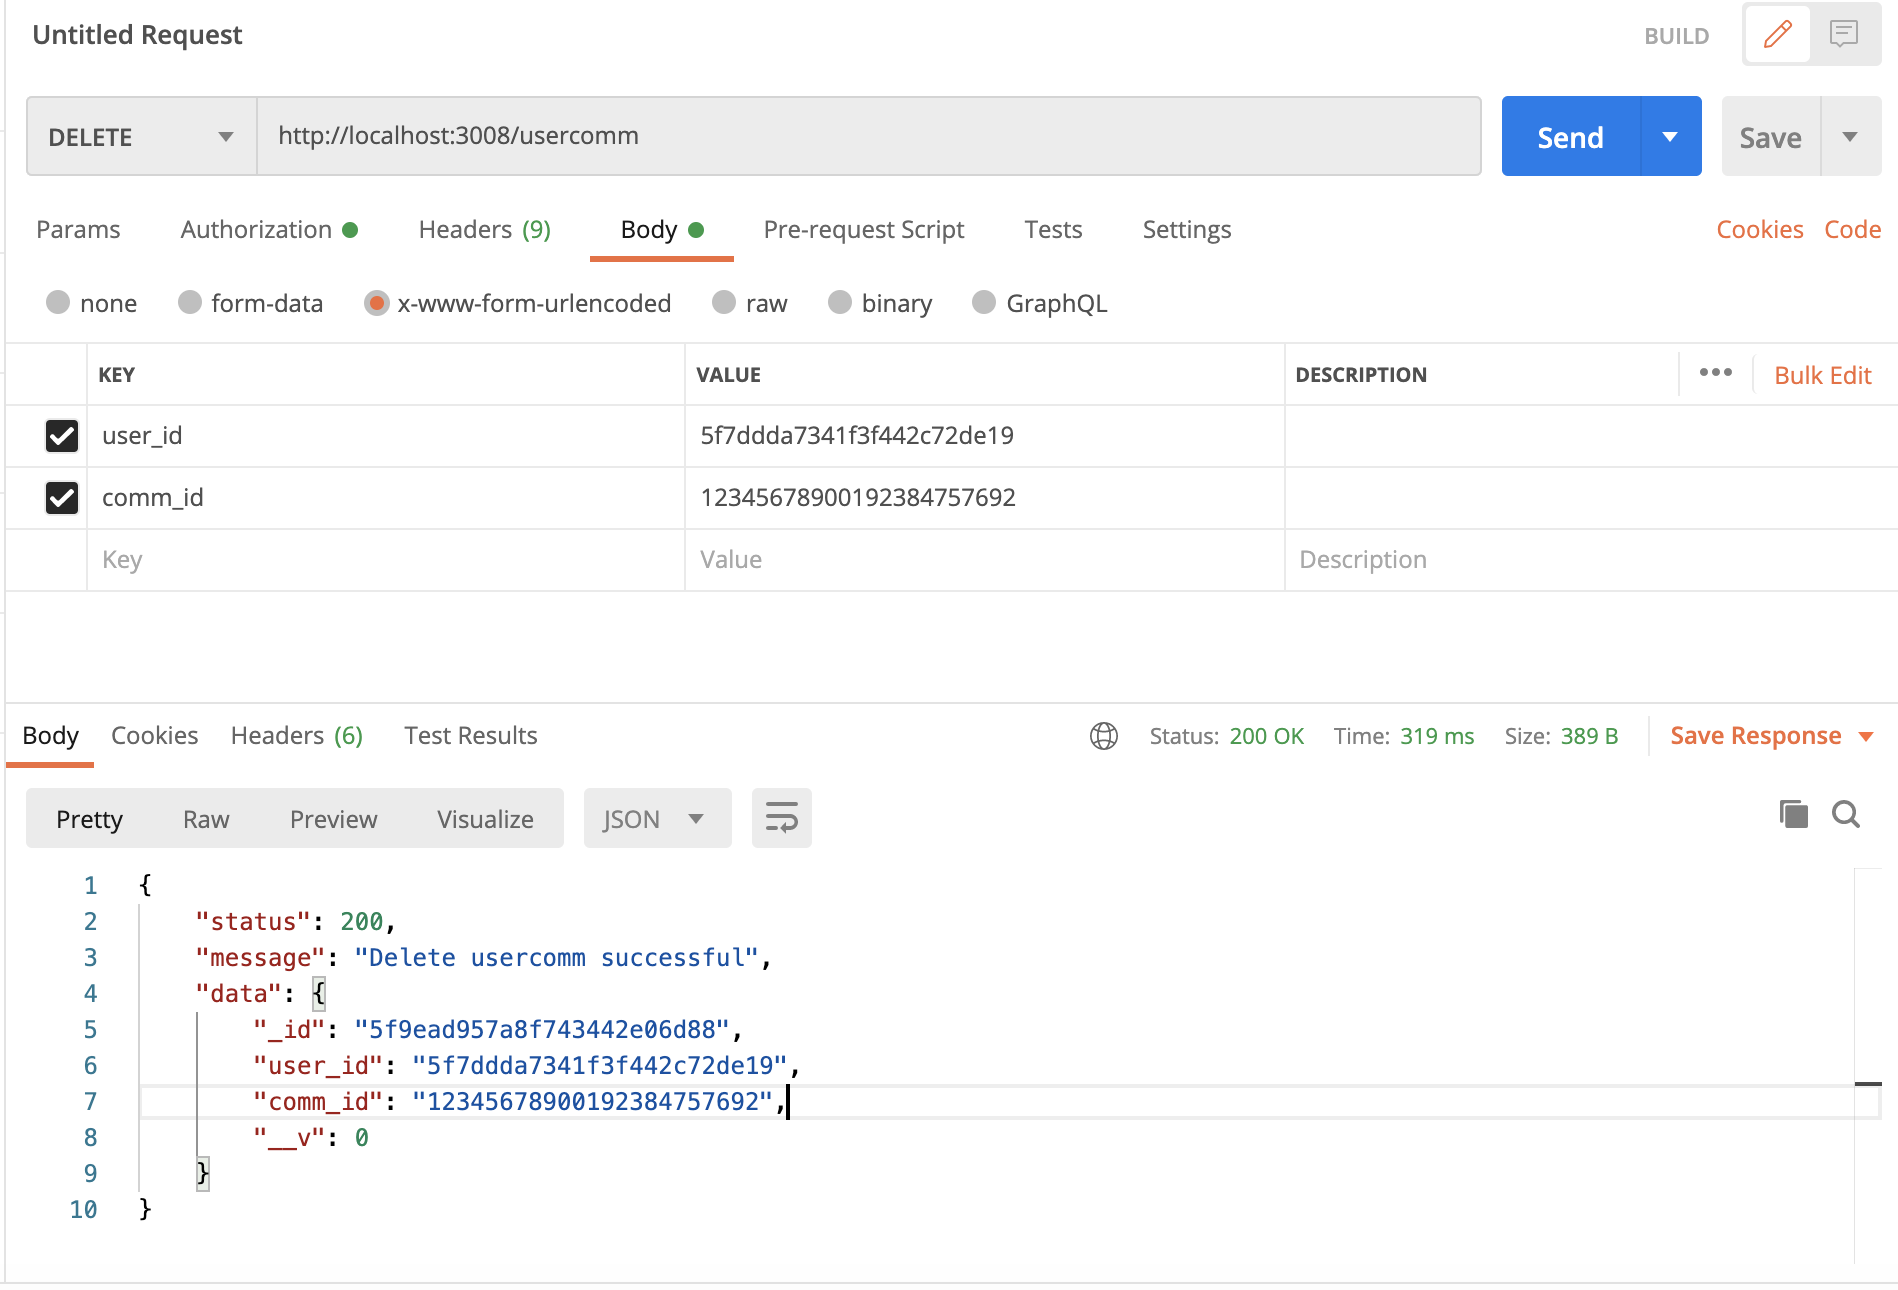 Untitled Request
BUILD
DELETE http://localhost:3008/usercomm Send Save
Params Authorization Headers (9) Body Pre-request Script Tests Settings Cookies Code
none form-data x-www-form-urlencoded raw binary GraphQL
KEY VALUE DESCRIPTION ••• Bulk Edit
user_id 5f7ddda7341f3f442c72de19
comm_id 12345678900192384757692
Key Value Description
Body Cookies Headers (6) Test Results Status: 200 OK Time: 319 ms Size: 389 B Save Response
Pretty Raw Preview Visualize JSON
1 {
2 "status": 200,
3 "message": "Delete usercomm successful",
4 "data": {
5 "_id": "5f9ead957a8f743442e06d88",
6 "user_id": "5f7ddda7341f3f442c72de19",
7 "comm_id": "12345678900192384757692",
8 "__v": 0
9 }
10 }